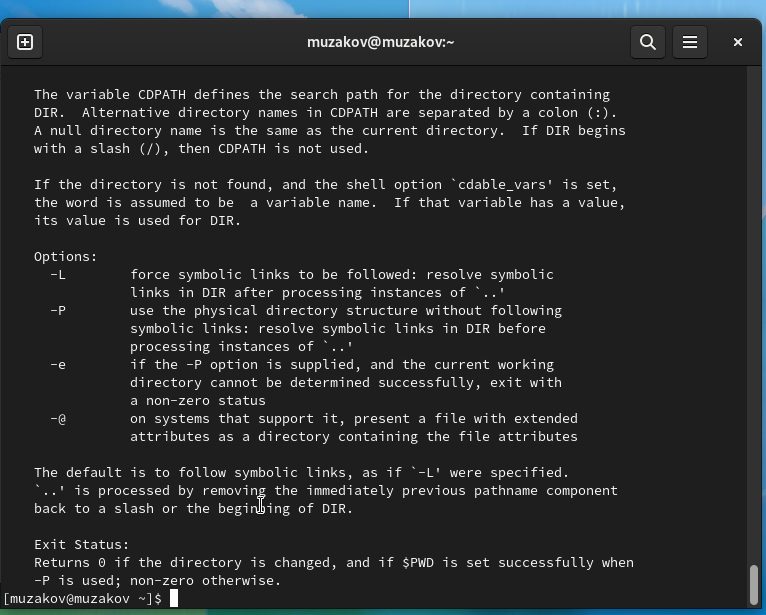 muzakov@muzakov:~
The variable CDPATH defines the search path for the directory containing
DIR.  Alternative directory names in CDPATH are separated by a colon (:).
A null directory name is the same as the current directory.  If DIR begins
with a slash (/), then CDPATH is not used.
If the directory is not found, and the shell option `cdable_vars' is set,
the word is assumed to be  a variable name.  If that variable has a value,
its value is used for DIR.
Options:
-L        force symbolic links to be followed: resolve symbolic
links in DIR after processing instances of `..'
-P        use the physical directory structure without following
symbolic links: resolve symbolic links in DIR before
processing instances of `..'
-e        if the -P option is supplied, and the current working
directory cannot be determined successfully, exit with
a non-zero status
-@        on systems that support it, present a file with extended
attributes as a directory containing the file attributes
The default is to follow symbolic links, as if `-L' were specified.
`..' is processed by removing the immediately previous pathname component
back to a slash or the beginning of DIR.
Exit Status:
Returns 0 if the directory is changed, and if $PWD is set successfully when
-P is used; non-zero otherwise.
[muzakov@muzakov ~]$